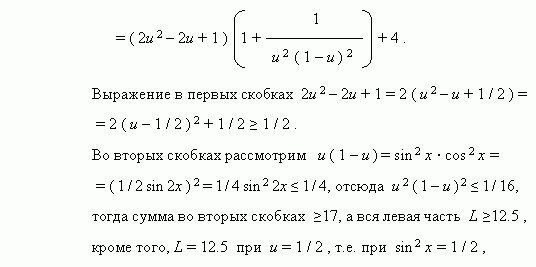 = ( 2u² – 2u + 1 ) ( 1 + 1 / u² ( 1 – u )² ) + 4 .
Выражение в первых скобках 2u² – 2u + 1 = 2 ( u² – u + 1 / 2 ) =
= 2 ( u – 1 / 2 )² + 1 / 2 ≥ 1 / 2 .
Во вторых скобках рассмотрим u ( 1 – u ) = sin² x · cos² x =
= ( 1 / 2 sin 2x )² = 1 / 4 sin² 2x ≤ 1 / 4, отсюда u² ( 1 – u )² ≤ 1 / 16,
тогда сумма во вторых скобках ≥17, а вся левая часть L ≥12.5 ,
кроме того, L = 12.5 при u = 1 / 2 , т.е. при sin² x = 1 / 2 ,